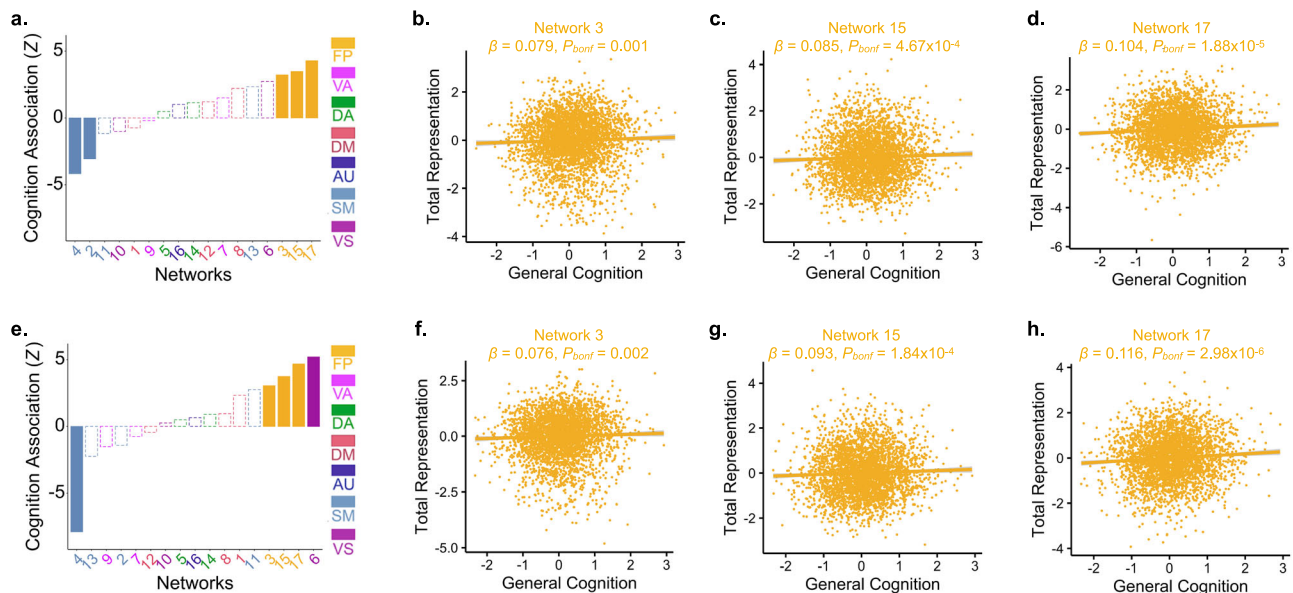 a.
Cognition Association (Z)
5
0
-5
4 2 11 10 1 9 5 16 14 12 7 8 13 6 3 15 17
Networks
FP
VA
DA
DM
AU
SM
VS
b.
Network 3
β = 0.079, Pbonf = 0.001
Total Representation
2
0
-2
-4
-2 -1 0 1 2 3
General Cognition
c.
Network 15
β = 0.085, Pbonf = 4.67x10-4
Total Representation
4
2
0
-2
-2 -1 0 1 2 3
General Cognition
d.
Network 17
β = 0.104, Pbonf = 1.88x10-5
Total Representation
2
0
-2
-4
-6
-2 -1 0 1 2 3
General Cognition
e.
Cognition Association (Z)
5
0
-5
4 13 9 2 7 12 10 16 5 14 8 1 11 3 15 17 6
Networks
FP
VA
DA
DM
AU
SM
VS
f.
Network 3
β = 0.076, Pbonf = 0.002
Total Representation
2.5
0.0
-2.5
-5.0
-2 -1 0 1 2 3
General Cognition
g.
Network 15
β = 0.093, Pbonf = 1.84x10-4
Total Representation
4
2
0
-2
-2 -1 0 1 2 3
General Cognition
h.
Network 17
β = 0.116, Pbonf = 2.98x10-6
Total Representation
4
2
0
-2
-4
-2 -1 0 1 2 3
General Cognition